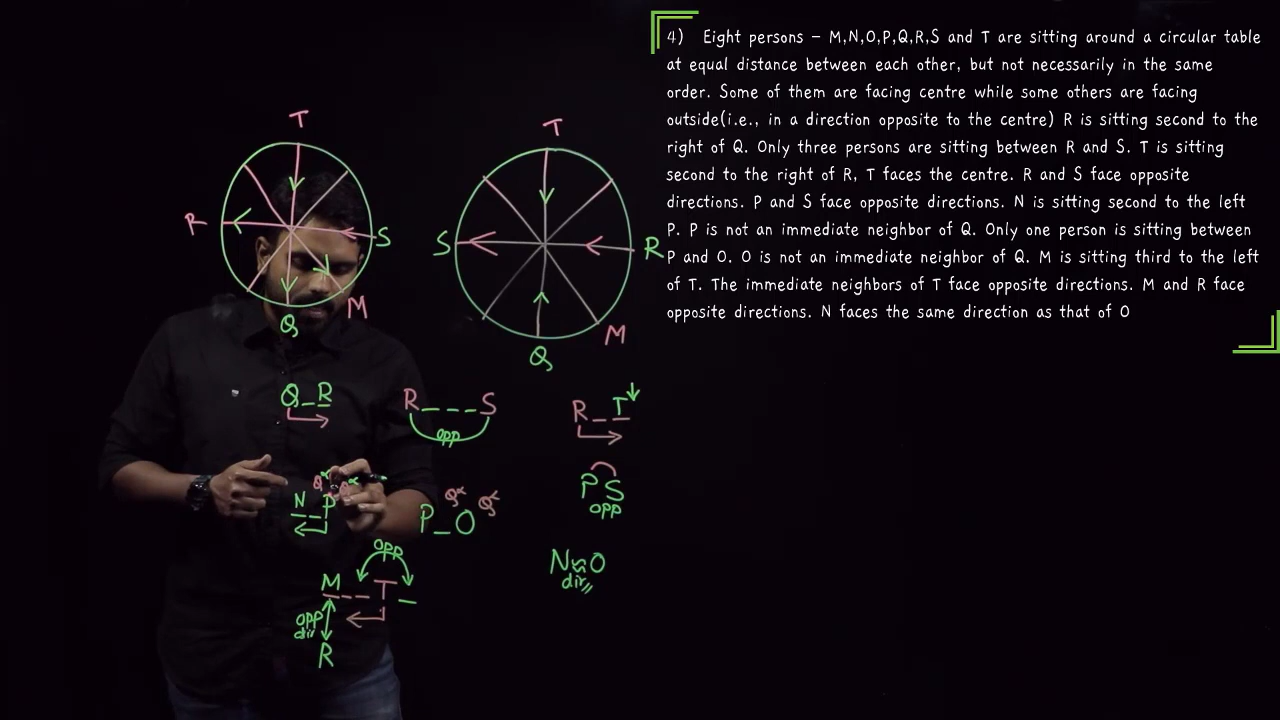 4) Eight persons – M,N,O,P,Q,R,S and T are sitting around a circular table
at equal distance between each other, but not necessarily in the same
order. Some of them are facing centre while some others are facing
outside(i.e., in a direction opposite to the centre) R is sitting second to the
right of Q. Only three persons are sitting between R and S. T is sitting
second to the right of R, T faces the centre. R and S face opposite
directions. P and S face opposite directions. N is sitting second to the left
P. P is not an immediate neighbor of Q. Only one person is sitting between
P and O. O is not an immediate neighbor of Q. M is sitting third to the left
of T. The immediate neighbors of T face opposite directions. M and R face
opposite directions. N faces the same direction as that of O
T
R
S
M
Q
T
S
R
M
Q
Q _ R
R _ _ _ S
opp
R _ T
N _ P
Qx
Qx
P _ O
Qx
Qx
P S
opp
M _ _ T _
opp
opp
dir
R
N O
dir